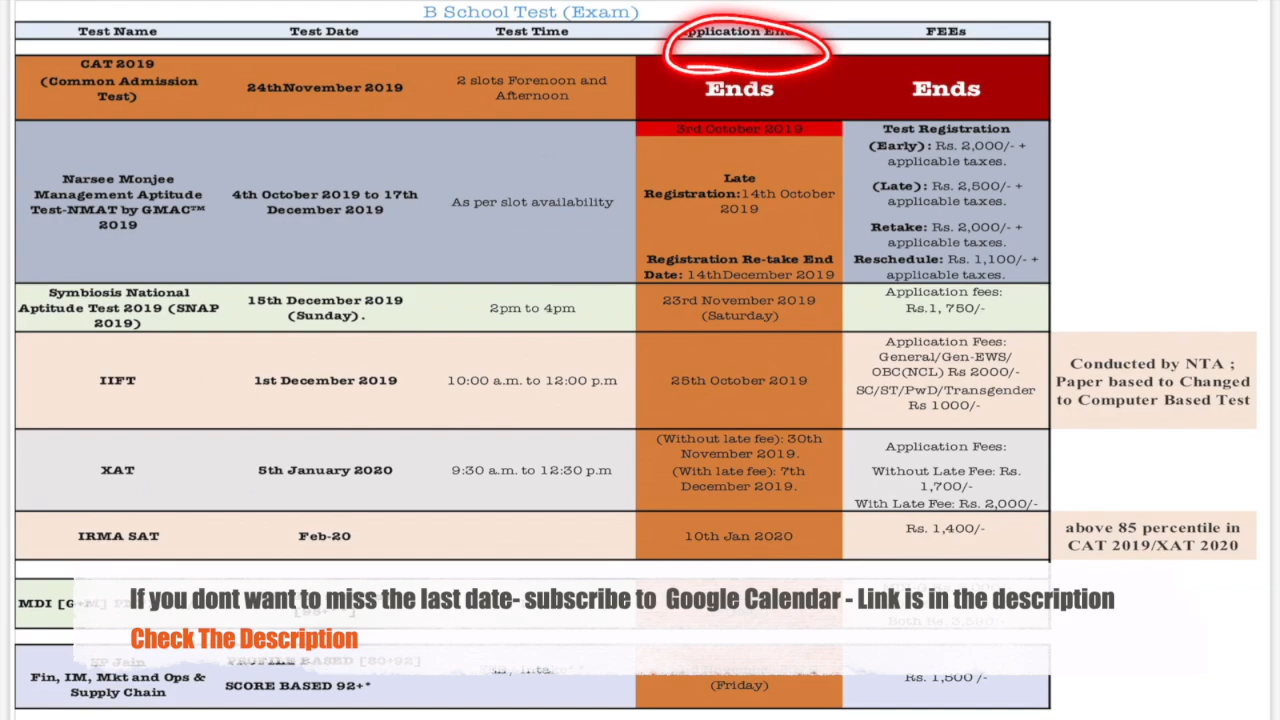 B School Test (Exam)
Test Name
Test Date
Test Time
pplication End
FEEs
CAT 2019
(Common Admission
Test)
24thNovember 2019
2 slots Forenoon and
Afternoon
Ends
Ends
Narsee Monjee
Management Aptitude
Test-NMAT by GMAC™
2019
4th October 2019 to 17th
December 2019
As per slot availability
3rd October 2019
Late
Registration:14th October
2019
Registration Re-take End
Date: 14thDecember 2019
Test Registration
(Early): Rs. 2,000/- +
applicable taxes.
(Late): Rs. 2,500/- +
applicable taxes.
Retake: Rs. 2,000/- +
applicable taxes.
Reschedule: Rs. 1,100/- +
applicable taxes.
Symbiosis National
Aptitude Test 2019 (SNAP
2019)
15th December 2019
(Sunday).
2pm to 4pm
23rd November 2019
(Saturday)
Application fees:
Rs.1, 750/-
IIFT
1st December 2019
10:00 a.m. to 12:00 p.m
25th October 2019
Application Fees:
General/Gen-EWS/
OBC(NCL) Rs 2000/-
SC/ST/PwD/Transgender
Rs 1000/-
Conducted by NTA ;
Paper based to Changed
to Computer Based Test
XAT
5th January 2020
9:30 a.m. to 12:30 p.m
(Without late fee): 30th
November 2019.
(With late fee): 7th
December 2019.
Application Fees:
Without Late Fee: Rs.
1,700/-
With Late Fee: Rs. 2,000/-
IRMA SAT
Feb-20
10th Jan 2020
Rs. 1,400/-
above 85 percentile in
CAT 2019/XAT 2020
MDI
If you dont want to miss the last date- subscribe to Google Calendar - Link is in the description
Check The Description
SP Jain
Fin, IM, Mkt and Ops &
Supply Chain
PROFILE BASED [80+92]
SCORE BASED 92+*
(Friday)
Rs. 1,500 /-